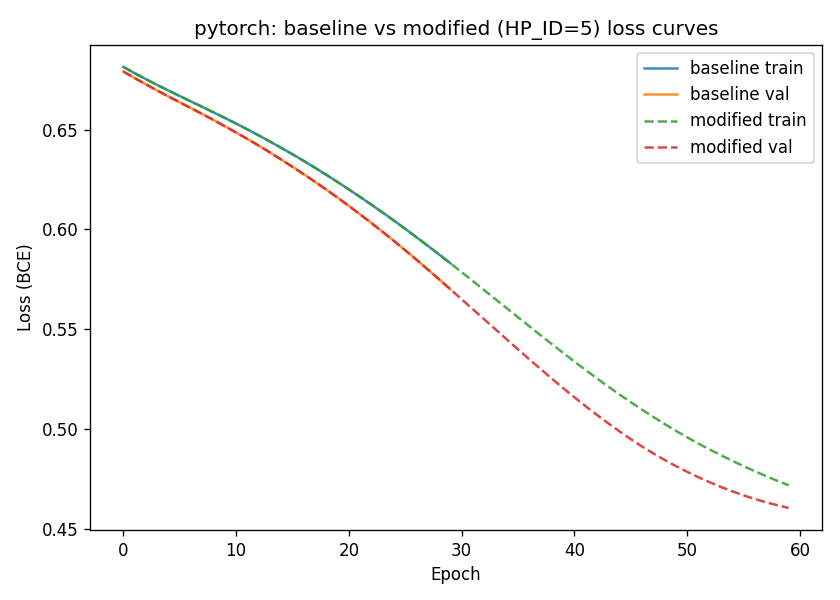 pytorch: baseline vs modified (HP_ID=5) loss curves
baseline train
baseline val
modified train
modified val
0.65
0.60
0.55
0.50
0.45
Loss (BCE)
0 10 20 30 40 50 60
Epoch